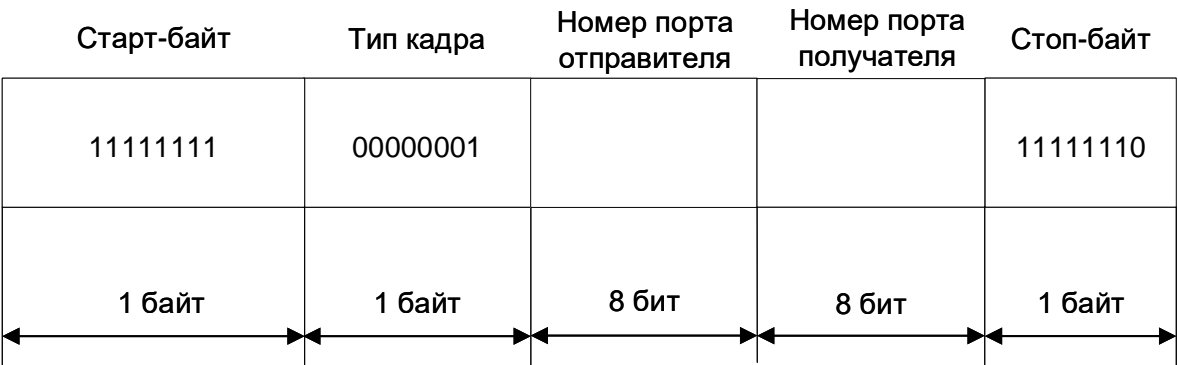 Старт-байт
Тип кадра
Номер порта
отправителя
Номер порта
получателя
Стоп-байт
11111111
00000001
11111110
1 байт
1 байт
8 бит
8 бит
1 байт